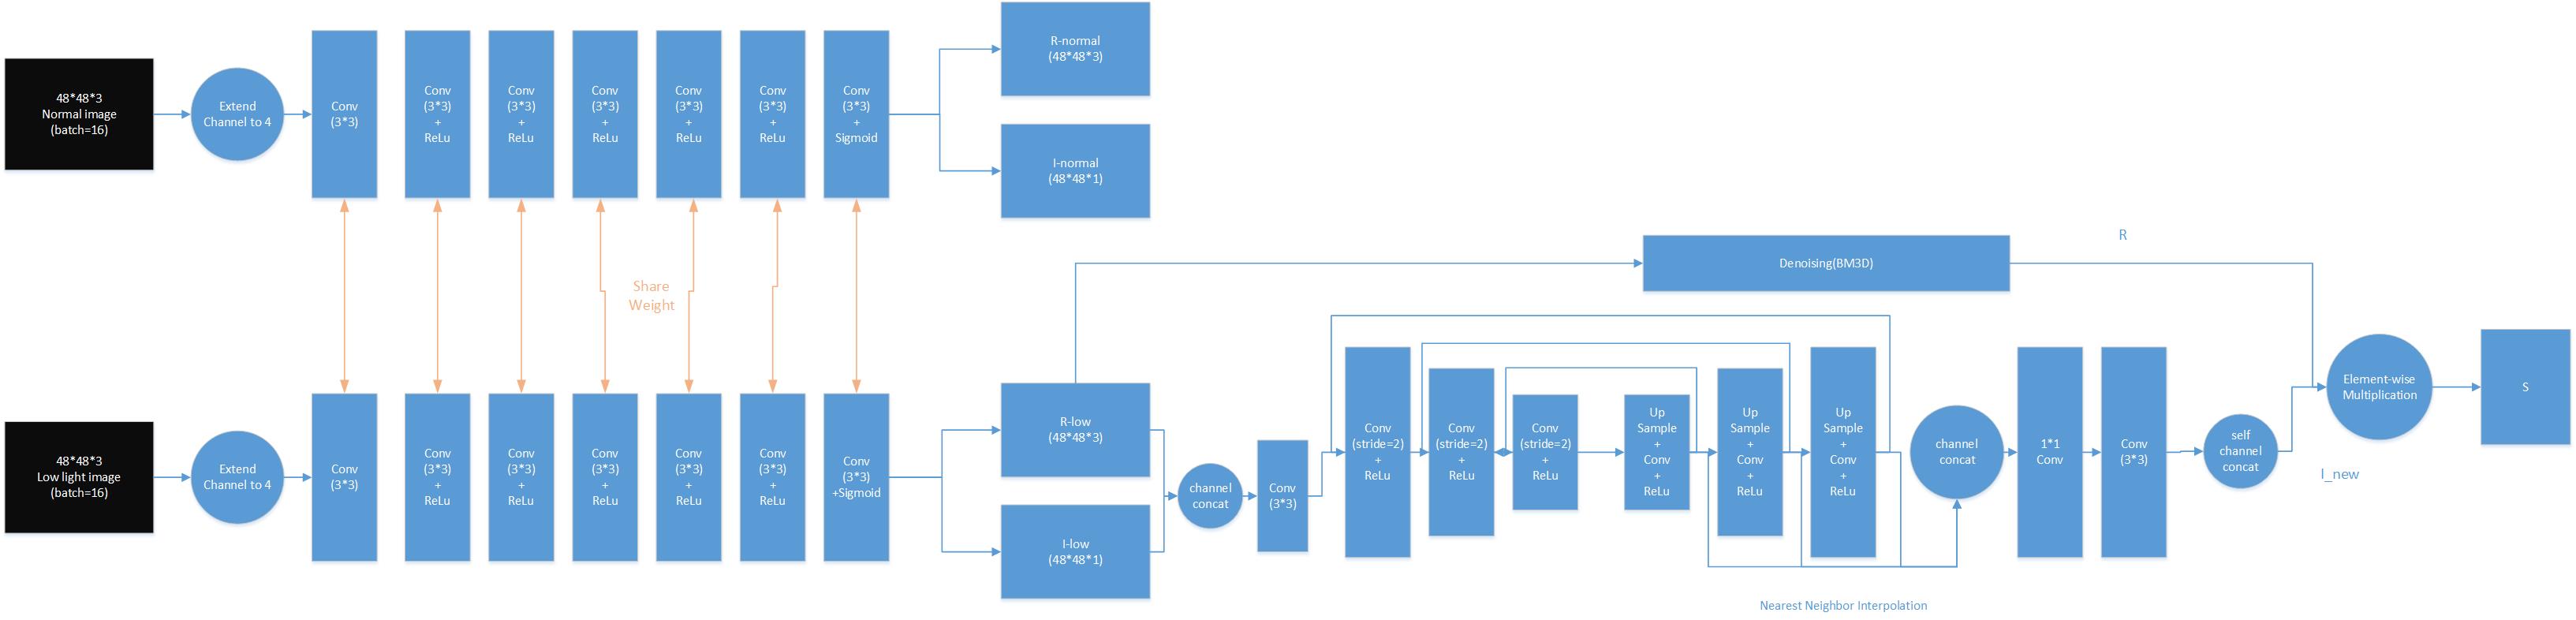 48*48*3
Normal image
(batch=16)
Extend
Channel to 4
Conv
(3*3)
Conv
(3*3)
+
ReLu
Conv
(3*3)
+
ReLu
Conv
(3*3)
+
ReLu
Conv
(3*3)
+
ReLu
Conv
(3*3)
+
ReLu
Conv
(3*3)
+
Sigmoid
R-normal
(48*48*3)
I-normal
(48*48*1)
Share
Weight
48*48*3
Low light image
(batch=16)
Extend
Channel to 4
Conv
(3*3)
Conv
(3*3)
+
ReLu
Conv
(3*3)
+
ReLu
Conv
(3*3)
+
ReLu
Conv
(3*3)
+
ReLu
Conv
(3*3)
+
ReLu
Conv
(3*3)
+Sigmoid
R-low
(48*48*3)
I-low
(48*48*1)
Denoising(BM3D)
R
channel
concat
Conv
(3*3)
Conv
(stride=2)
+
ReLu
Conv
(stride=2)
+
ReLu
Conv
(stride=2)
+
ReLu
Up
Sample
+
Conv
+
ReLu
Up
Sample
+
Conv
+
ReLu
Up
Sample
+
Conv
+
ReLu
Nearest Neighbor Interpolation
channel
concat
1*1
Conv
Conv
(3*3)
self
channel
concat
I_new
Element-wise
Multiplication
S